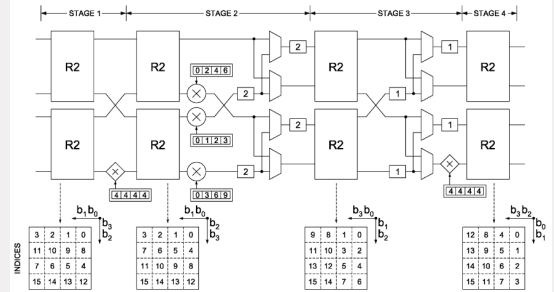 STAGE 1 STAGE 2 STAGE 3 STAGE 4
2 1
R2 R2 0 2 4 6 R2 R2
2 1
0 1 2 3
2 1
R2 R2 R2 R2
4 4 4 4 0 3 6 9 2 1 4 4 4 4
b1b0 b3 b2 b1b0 b2 b3 b3b0 b1 b2 b3b2 b0 b1
INDICES
3 2 1 0 3 2 1 0 9 8 1 0 12 8 4 0
11 10 9 8 7 6 5 4 11 10 3 2 13 9 5 1
7 6 5 4 11 10 9 8 13 12 5 4 14 10 6 2
15 14 13 12 15 14 13 12 15 14 7 6 15 11 7 3